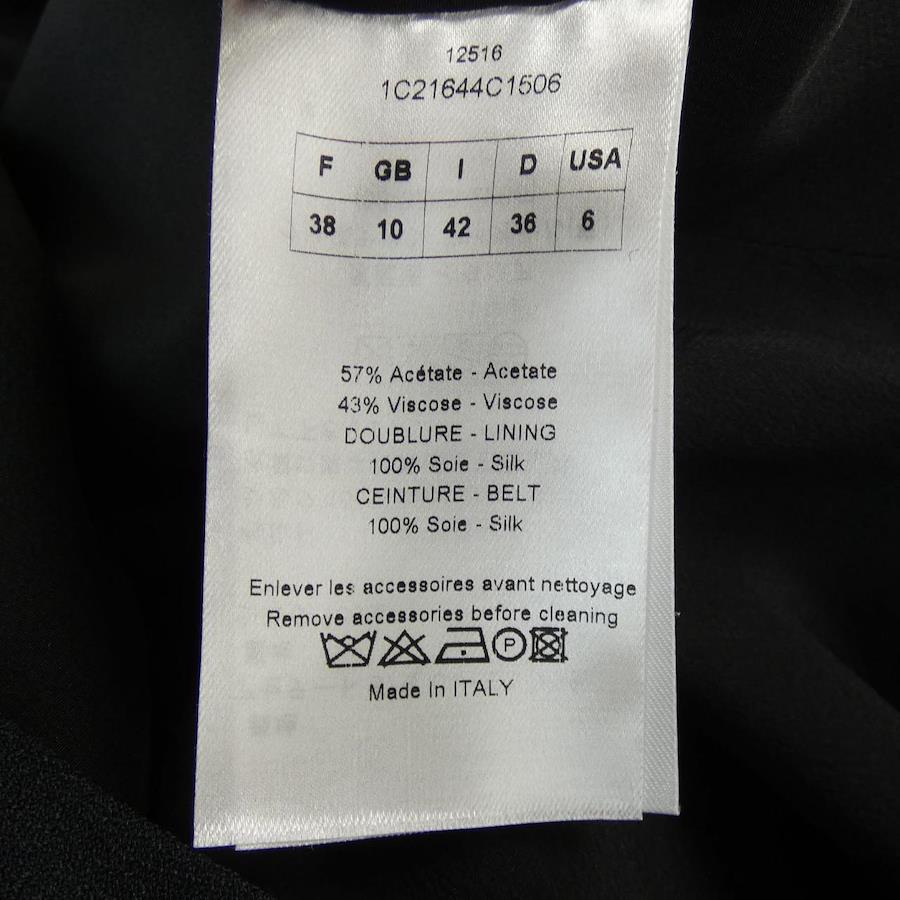 12516
1C21644C1506
F GB I D USA
38 10 42 36 6
57% Acétate - Acetate
43% Viscose - Viscose
DOUBLURE - LINING
100% Soie - Silk
CEINTURE - BELT
100% Soie - Silk
Enlever les accessoires avant nettoyage
Remove accessories before cleaning
P
Made In ITALY